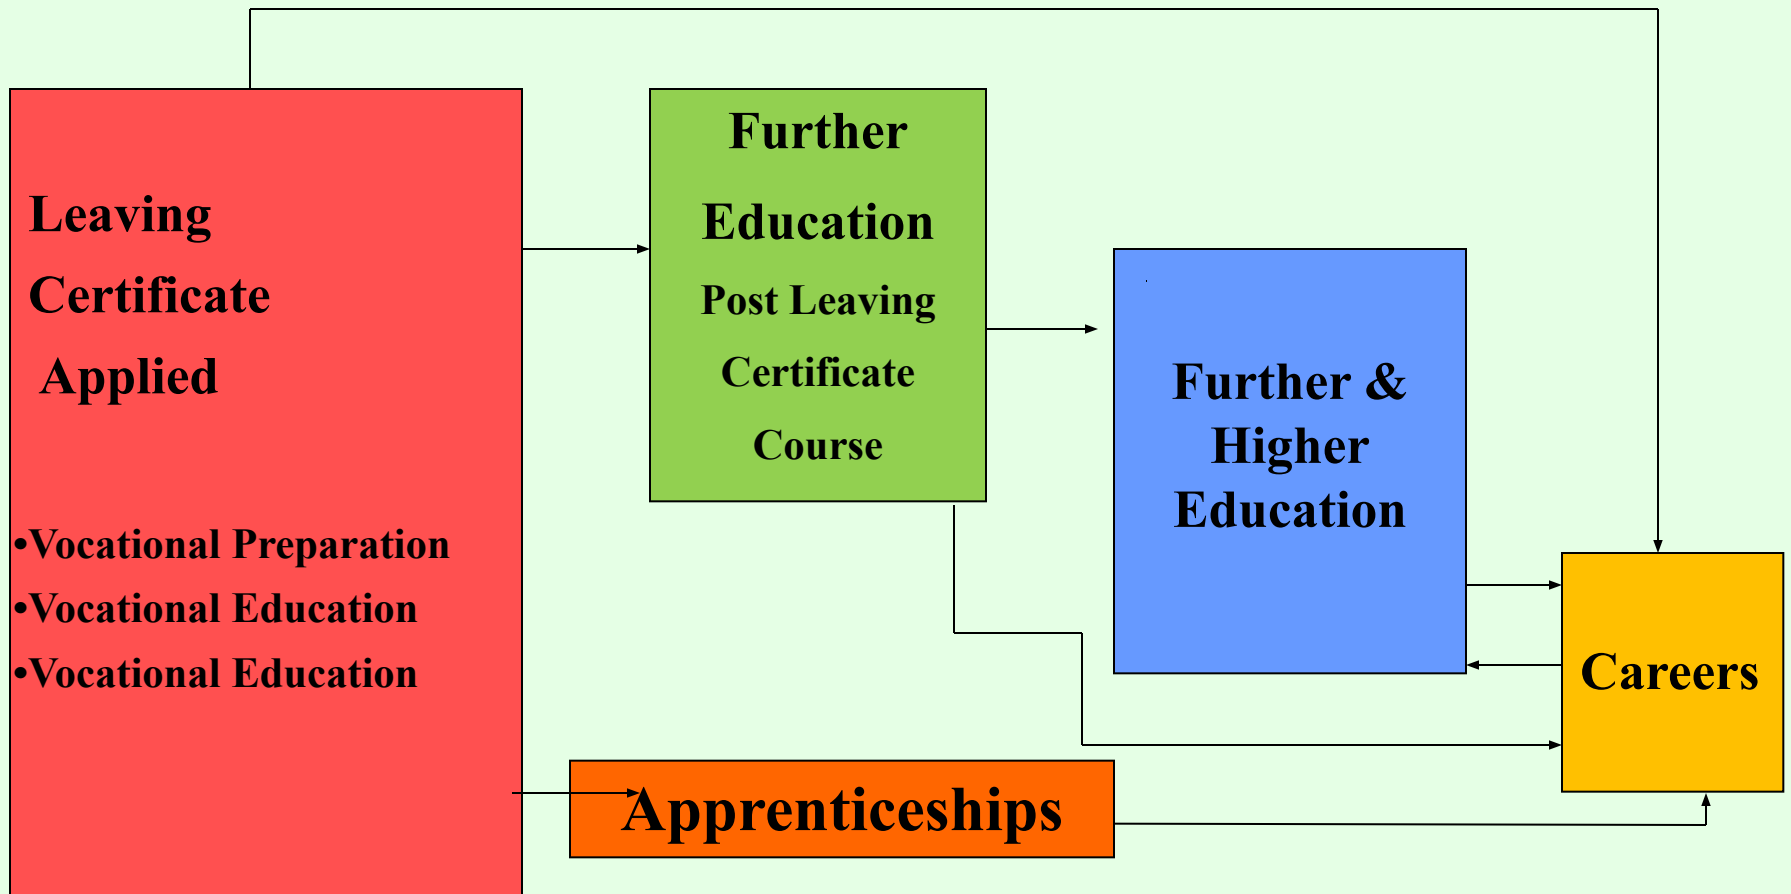 Leaving
Certificate
Applied
•Vocational Preparation
•Vocational Education
•Vocational Education
Further
Education
Post Leaving
Certificate
Course
Further &
Higher
Education
Careers
Apprenticeships